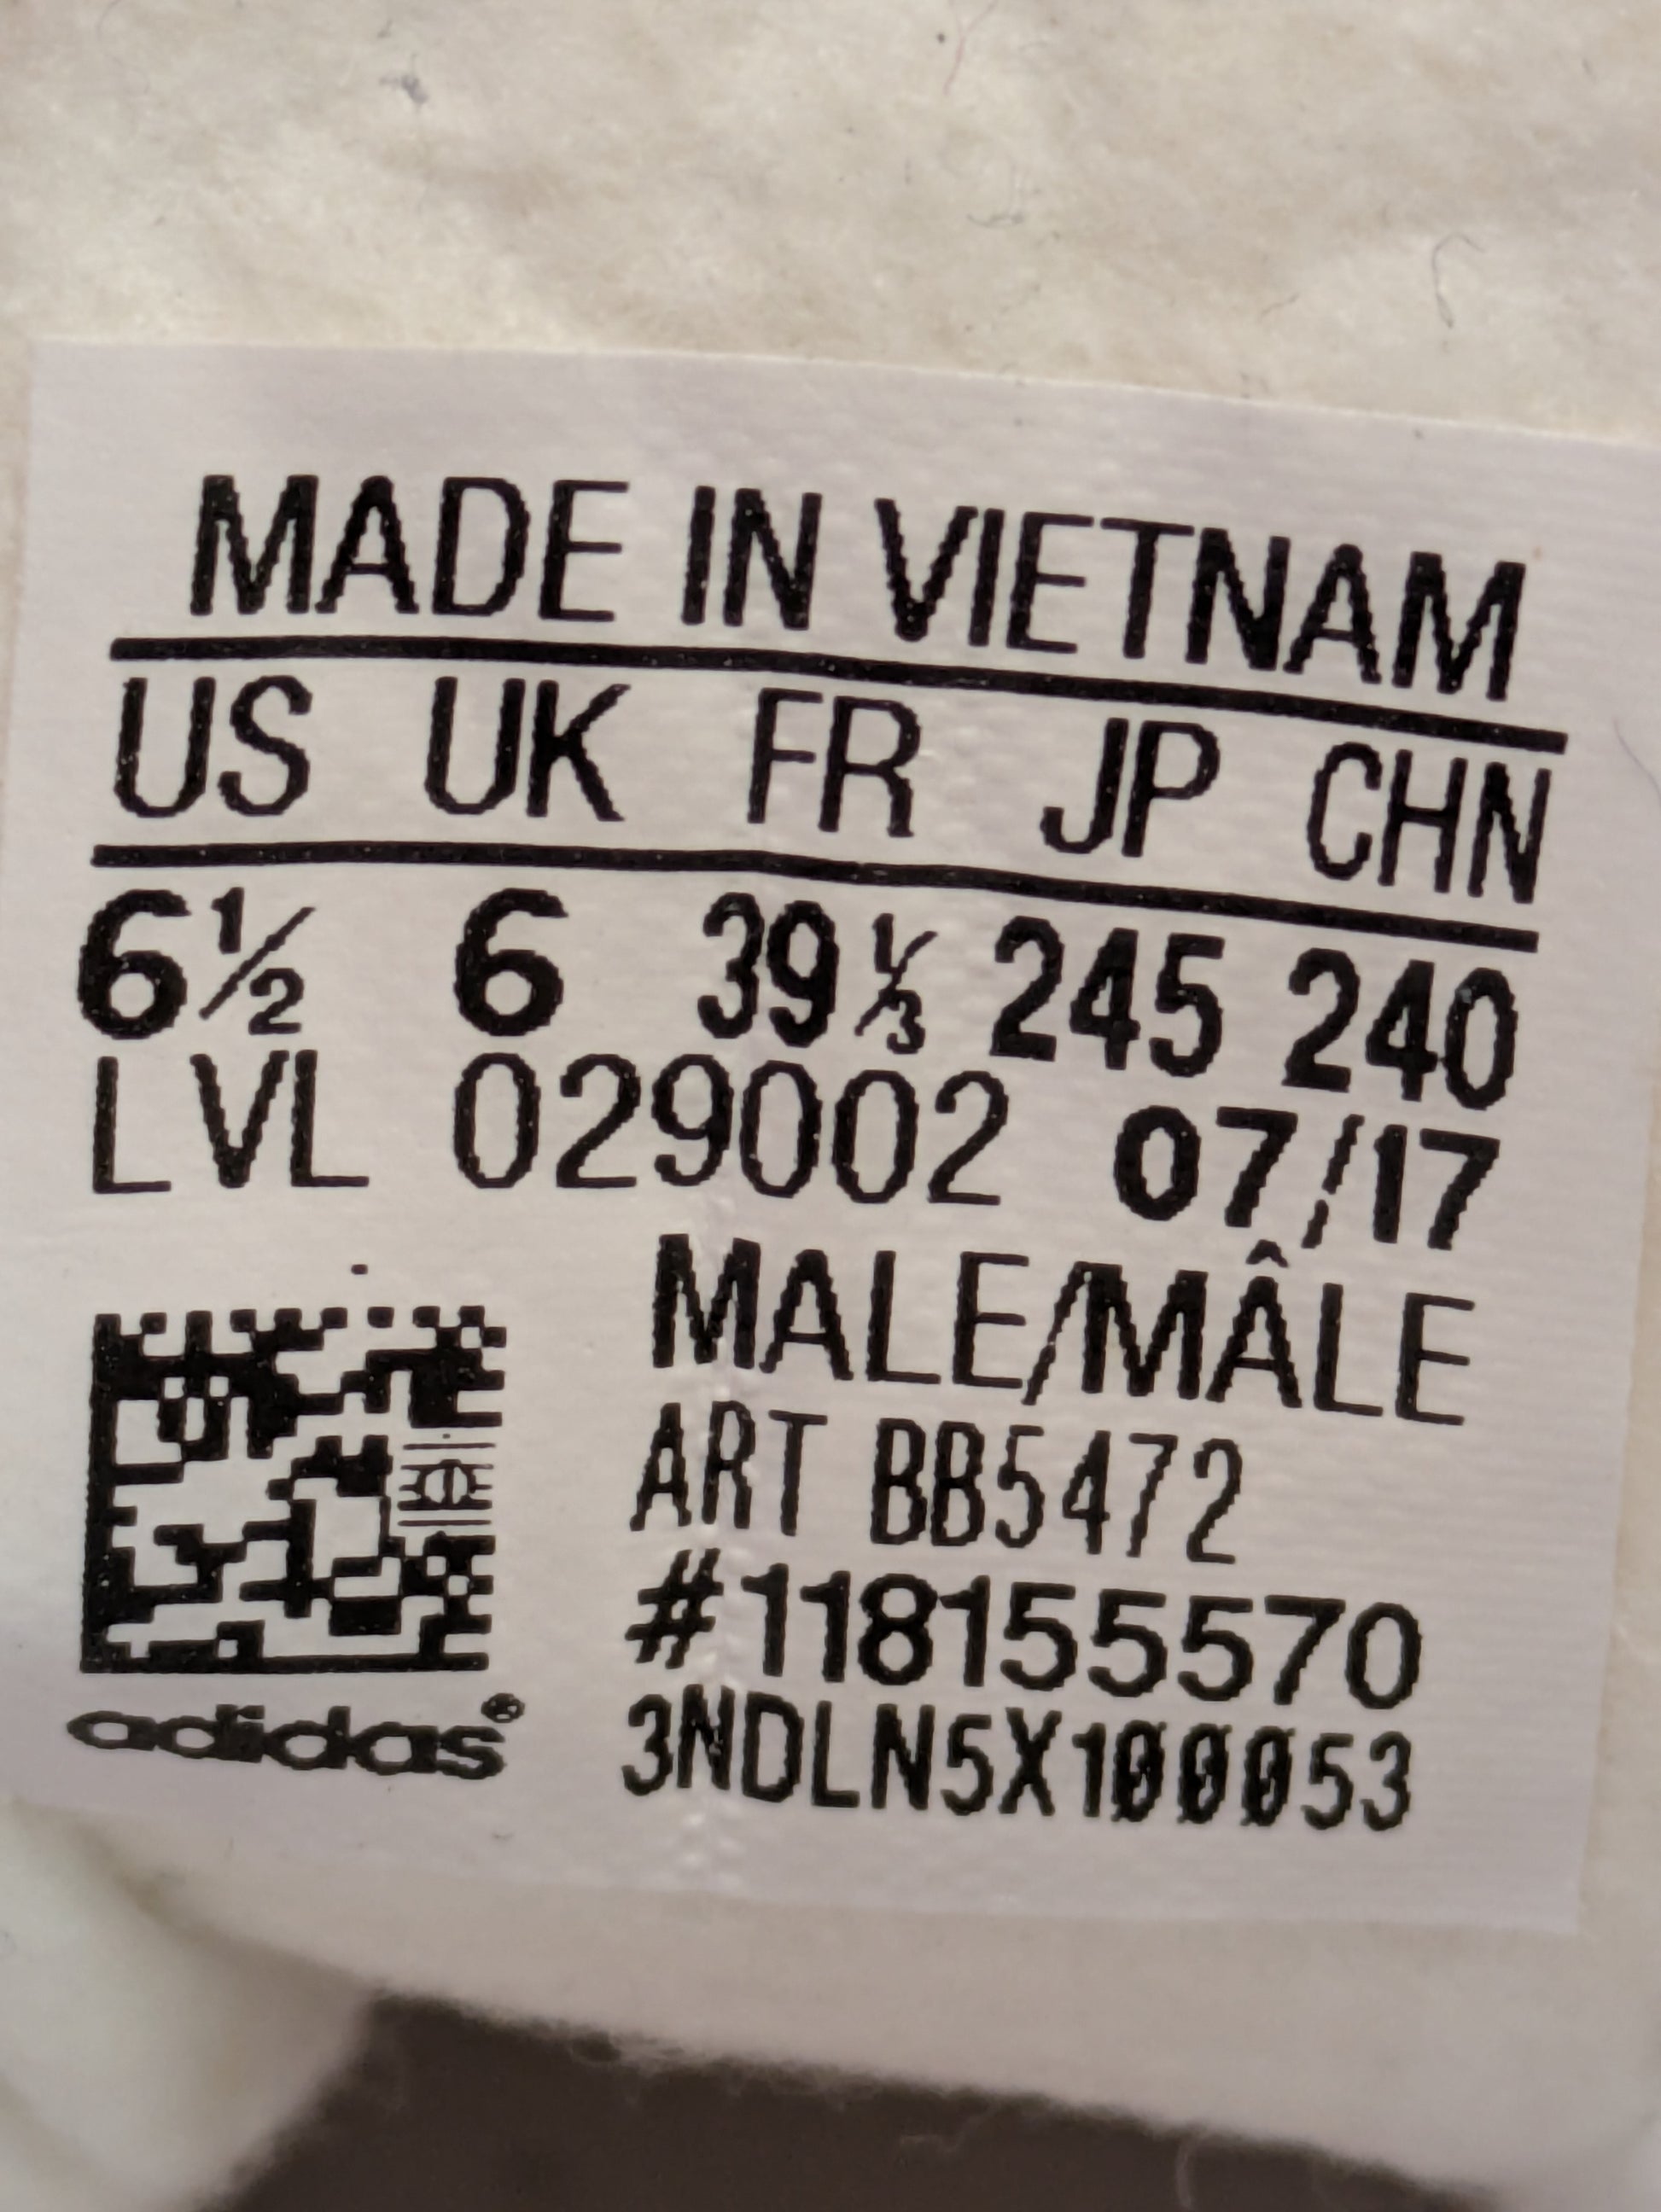 MADE IN VIETNAM
US UK FR JP CHN
6½ 6 39⅓ 245 240
LVL 029002 07/17
MALE/MÂLE
ART BB5472
#118155570
adidas®
3NDLN5X100053